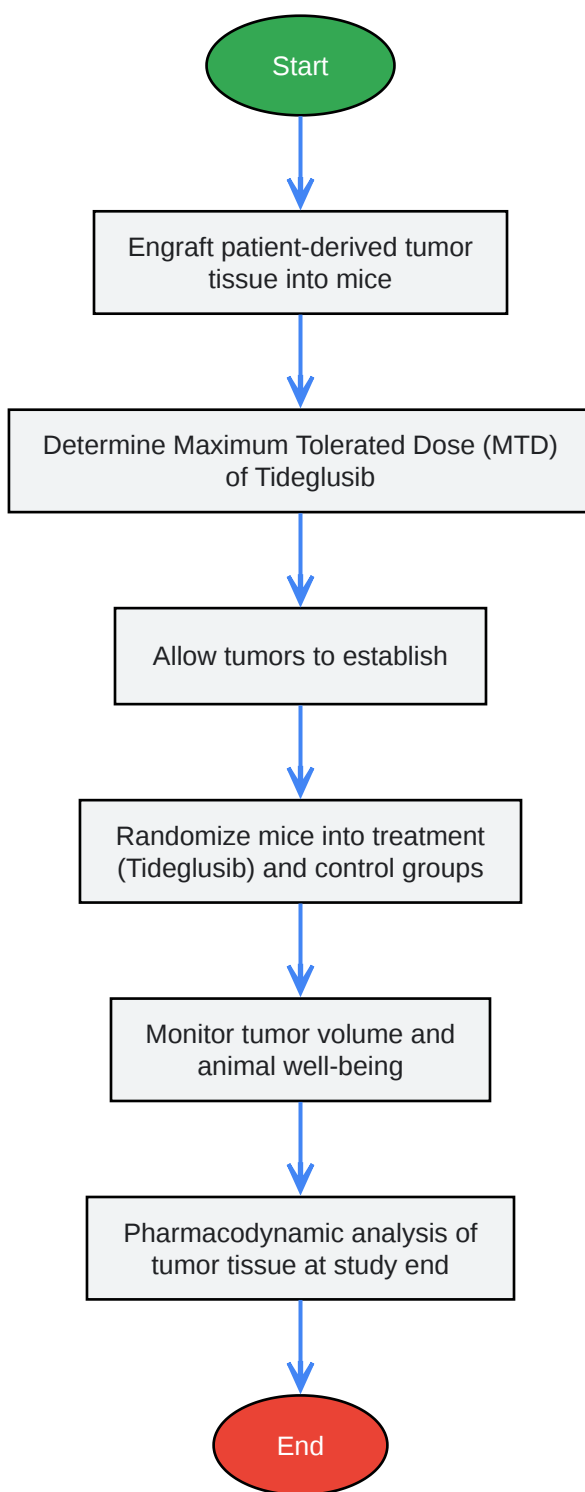 Start
Engraft patient-derived tumor
tissue into mice
Determine Maximum Tolerated Dose (MTD)
of Tideglusib
Allow tumors to establish
Randomize mice into treatment
(Tideglusib) and control groups
Monitor tumor volume and
animal well-being
Pharmacodynamic analysis of
tumor tissue at study end
End